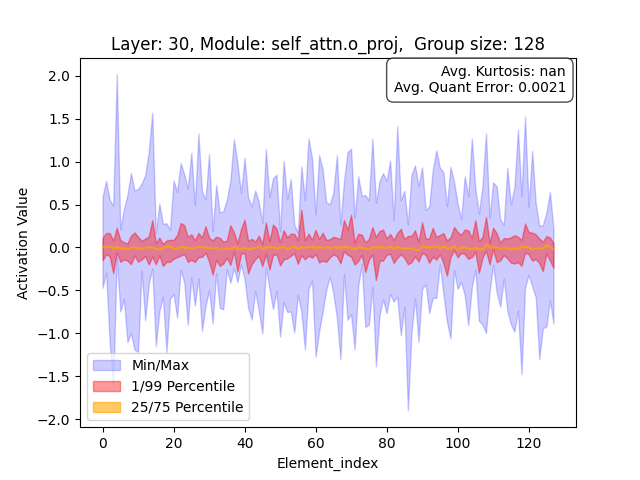 Layer: 30, Module: self_attn.o_proj,  Group size: 128
Avg. Kurtosis: nan
Avg. Quant Error: 0.0021
2.0
1.5
1.0
0.5
0.0
−0.5
−1.0
−1.5
−2.0
Activation Value
Min/Max
1/99 Percentile
25/75 Percentile
0
20
40
60
80
100
120
Element_index